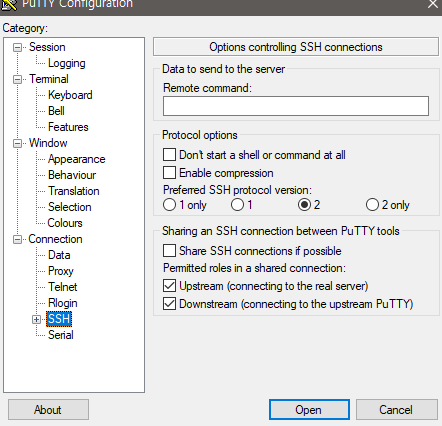 PuTTY Configuration
Category:
Session
Logging
Terminal
Keyboard
Bell
Features
Window
Appearance
Behaviour
Translation
Selection
Colours
Connection
Data
Proxy
Telnet
Rlogin
SSH
Serial
Options controlling SSH connections
Data to send to the server
Remote command:
Protocol options
Don't start a shell or command at all
Enable compression
Preferred SSH protocol version:
1 only 1 2 2 only
Sharing an SSH connection between PuTTY tools
Share SSH connections if possible
Permitted roles in a shared connection:
Upstream (connecting to the real server)
Downstream (connecting to the upstream PuTTY)
About Open Cancel